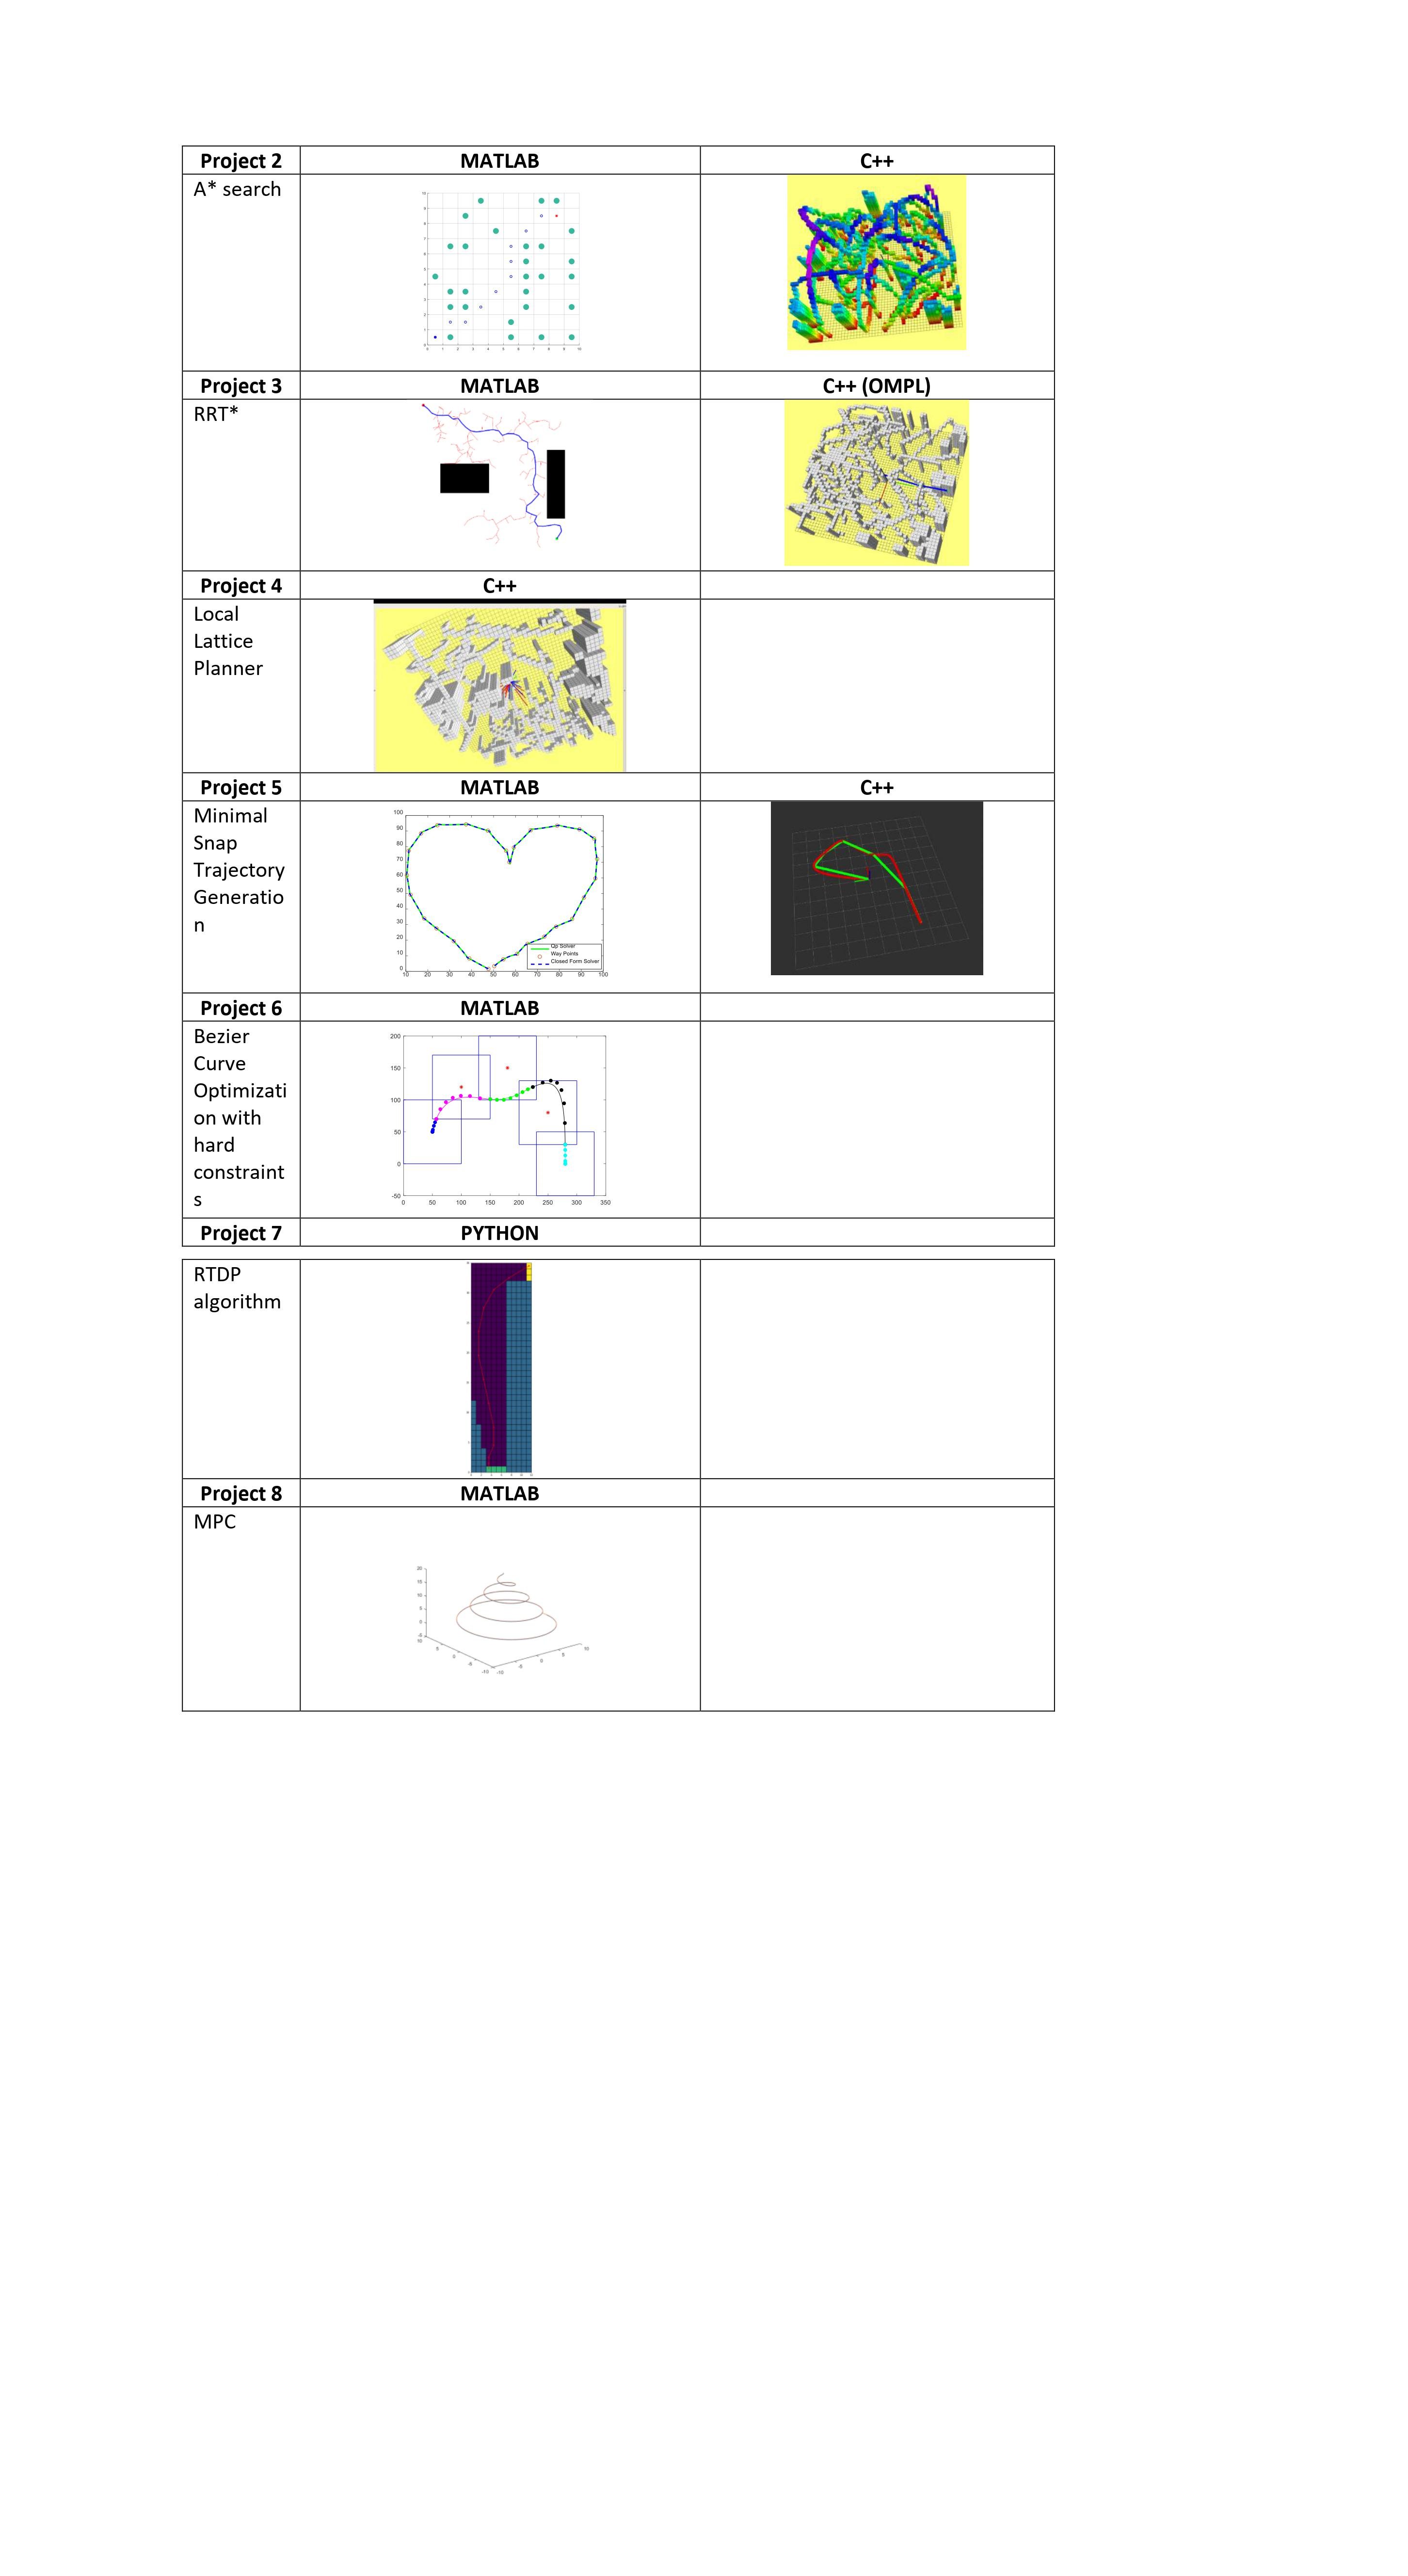 Project 2 MATLAB C++
A* search
Project 3 MATLAB C++ (OMPL)
RRT*
Project 4 C++
Local
Lattice
Planner
Project 5 MATLAB C++
Minimal
Snap
Trajectory
Generatio
n
100
90
80
70
60
50
40
30
20
10
0
Qp Solver
Way Points
Closed Form Solver
10 20 30 40 50 60 70 80 90 100
Project 6 MATLAB
Bezier
Curve
Optimizati
on with
hard
constraint
s
200
150
100
50
0
-50
0 50 100 150 200 250 300 350
Project 7 PYTHON
RTDP
algorithm
Project 8 MATLAB
MPC
20
15
10
5
0
-5
10 5 0 -5 -10
-10 -5 0 5 10